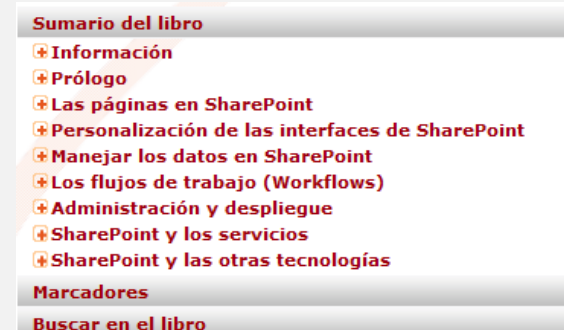 Sumario del libro
Información
Prólogo
Las páginas en SharePoint
Personalización de las interfaces de SharePoint
Manejar los datos en SharePoint
Los flujos de trabajo (Workflows)
Administración y despliegue
SharePoint y los servicios
SharePoint y las otras tecnologías
Marcadores
Buscar en el libro